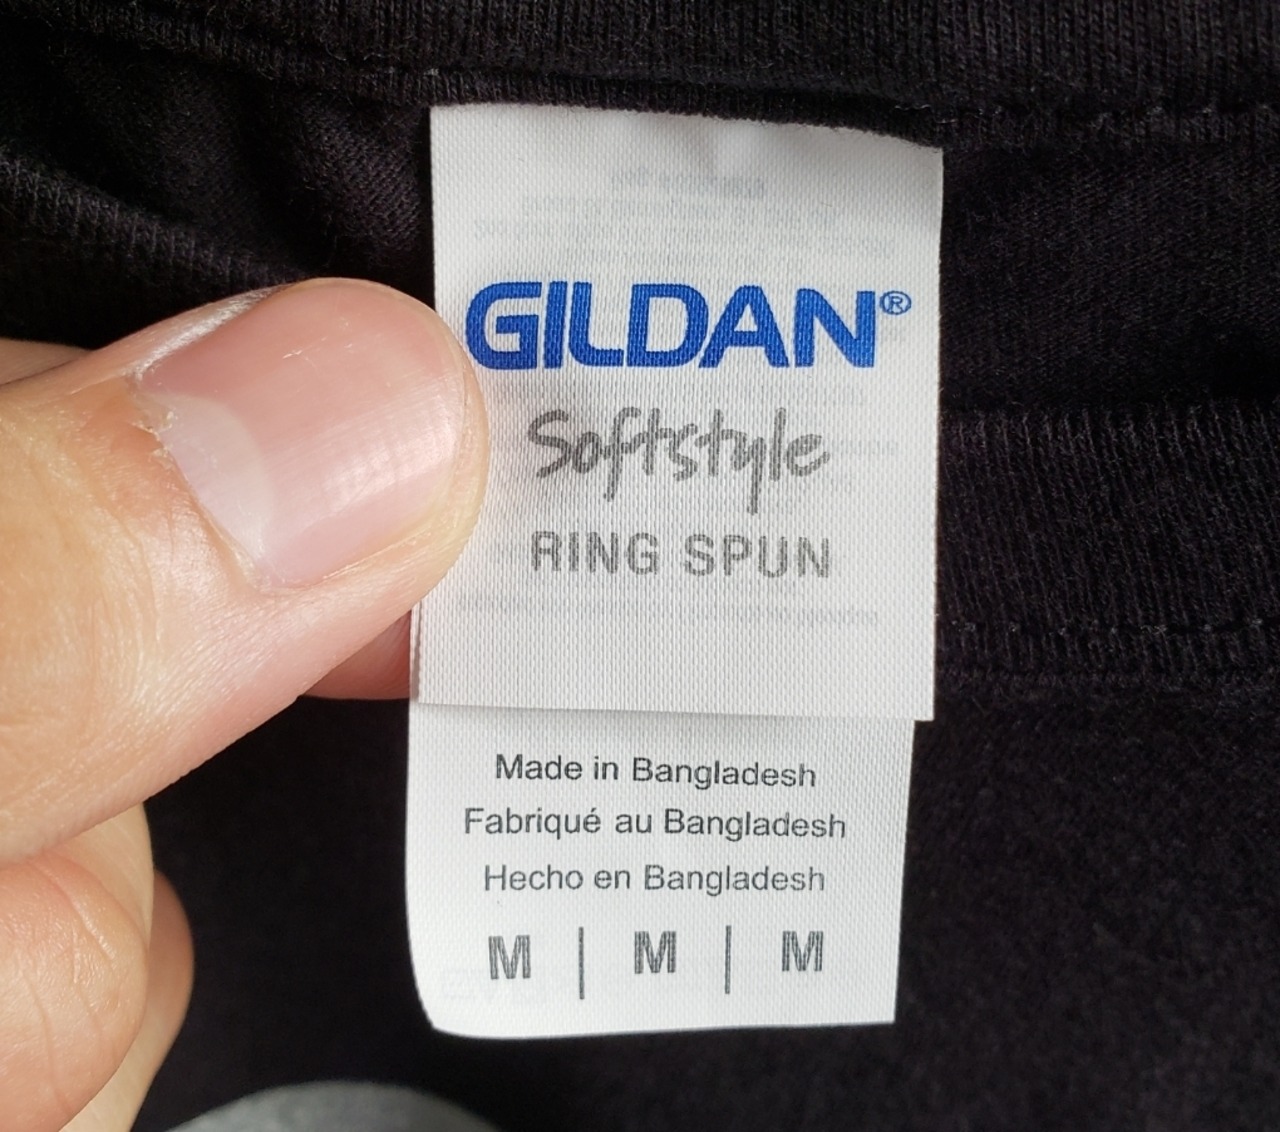 GILDAN®
Softstyle
RING SPUN
Made in Bangladesh
Fabriqué au Bangladesh
Hecho en Bangladesh
M | M | M